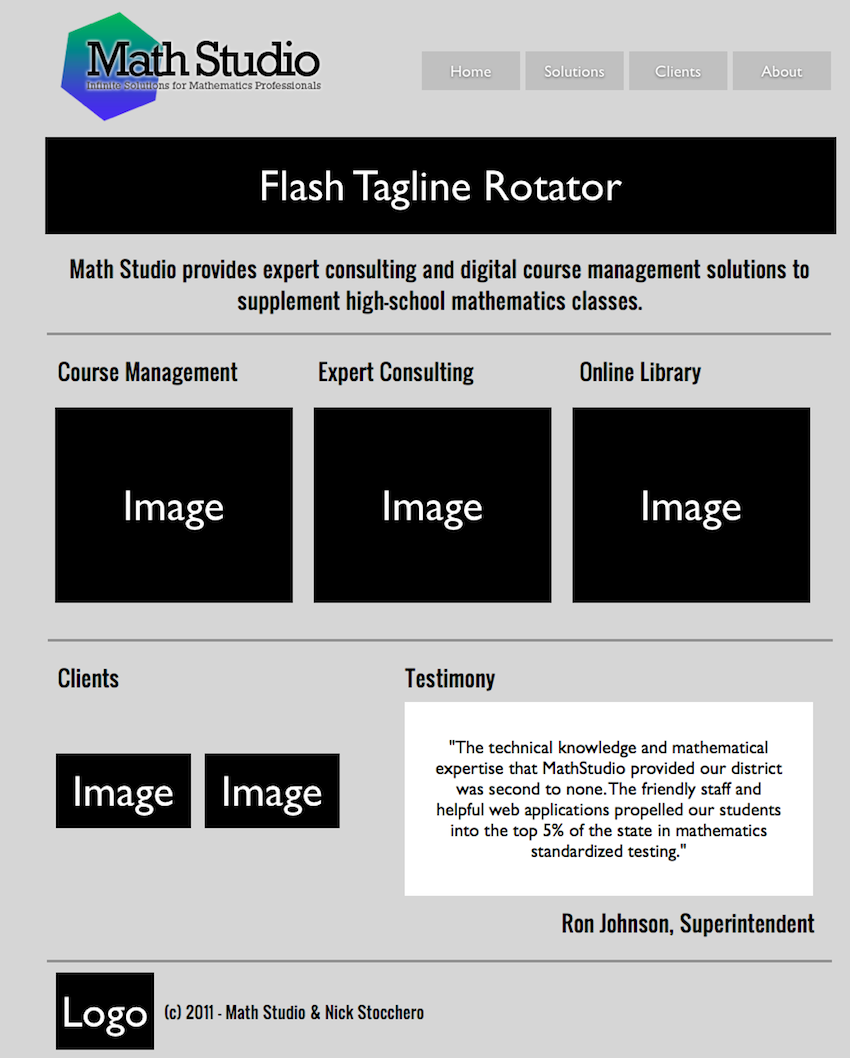 Math Studio
Infinite Solutions for Mathematics Professionals
Home
Solutions
Clients
About
Flash Tagline Rotator
Math Studio provides expert consulting and digital course management solutions to
supplement high-school mathematics classes.
Course Management
Expert Consulting
Online Library
Image
Image
Image
Clients
Testimony
Image
Image
"The technical knowledge and mathematical
expertise that MathStudio provided our district
was second to none. The friendly staff and
helpful web applications propelled our students
into the top 5% of the state in mathematics
standardized testing."
Ron Johnson, Superintendent
Logo
(c) 2011 - Math Studio & Nick Stocchero